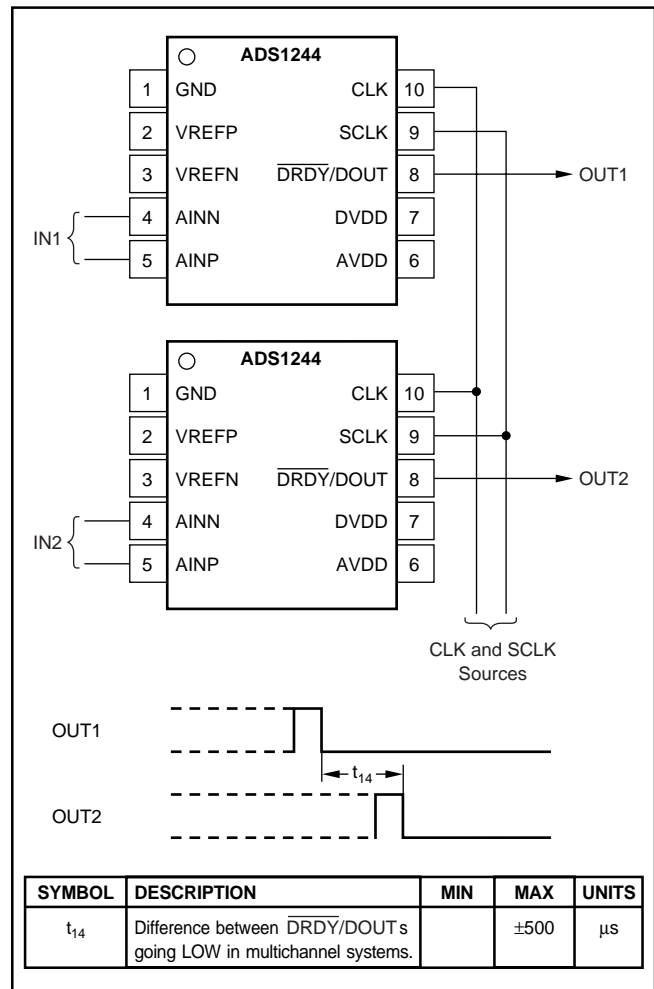 ADS1244
1 GND CLK 10
2 VREFP SCLK 9
3 VREFN D̅R̅D̅Y̅/DOUT 8 OUT1
IN1 4 AINN DVDD 7
5 AINP AVDD 6
ADS1244
1 GND CLK 10
2 VREFP SCLK 9
3 VREFN D̅R̅D̅Y̅/DOUT 8 OUT2
IN2 4 AINN DVDD 7
5 AINP AVDD 6
CLK and SCLK
Sources
OUT1
t14
OUT2
SYMBOL DESCRIPTION MIN MAX UNITS
t14 Difference between D̅R̅D̅Y̅/DOUTs ±500 μs
going LOW in multichannel systems.